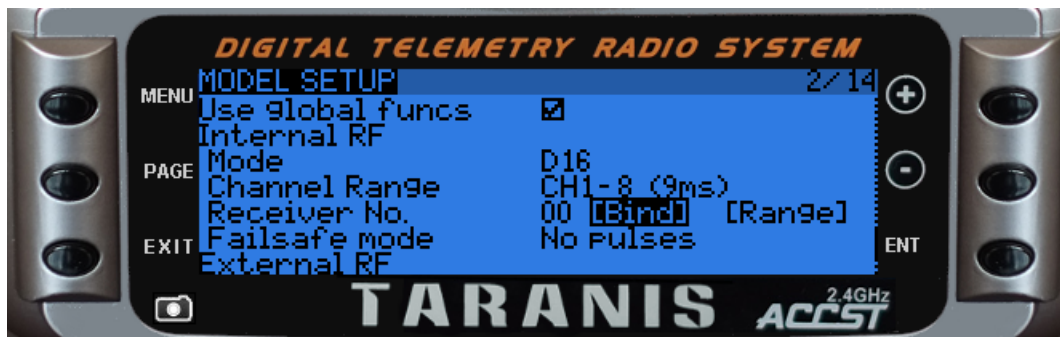 DIGITAL TELEMETRY RADIO SYSTEM
MODEL SETUP 2/14
MENU
Use global funcs
Internal RF
PAGE
Mode D16
Channel Range CH1-8 (9ms)
Receiver No. 00 [Bind] [Range]
EXIT
Failsafe mode No pulses
ENT
External RF
TARANIS
2.4GHz
ACCST